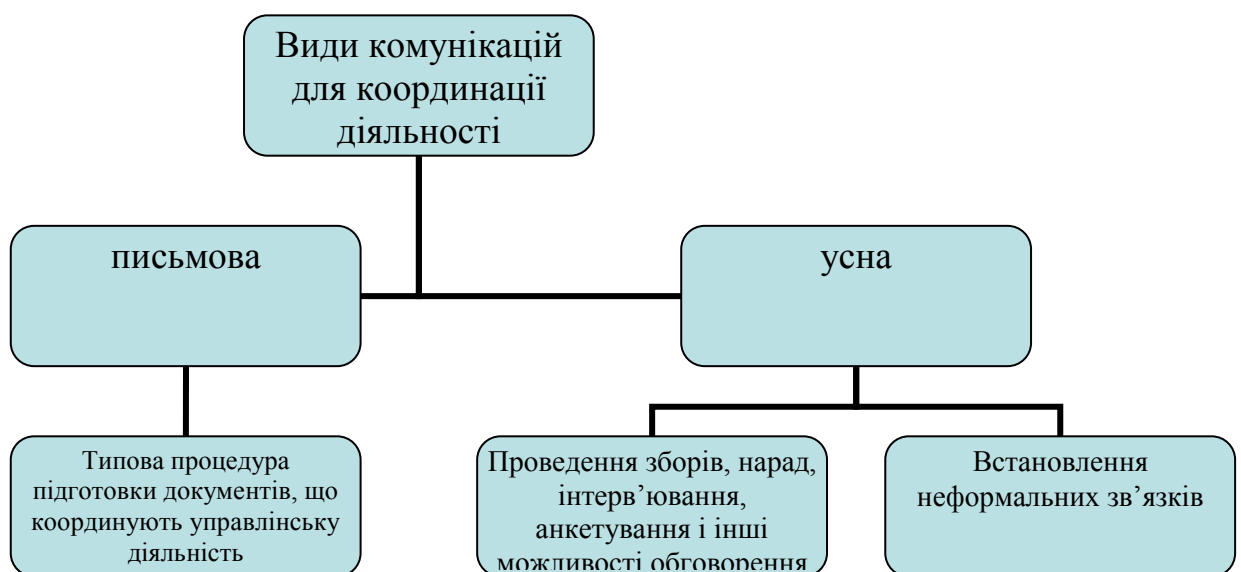 Види комунікацій
для координації
діяльності
письмова
усна
Типова процедура
підготовки документів, що
координують управлінську
діяльність
Проведення зборів, нарад,
інтерв’ювання,
анкетування і інші
можливості обговорення
Встановлення
неформальних зв’язків